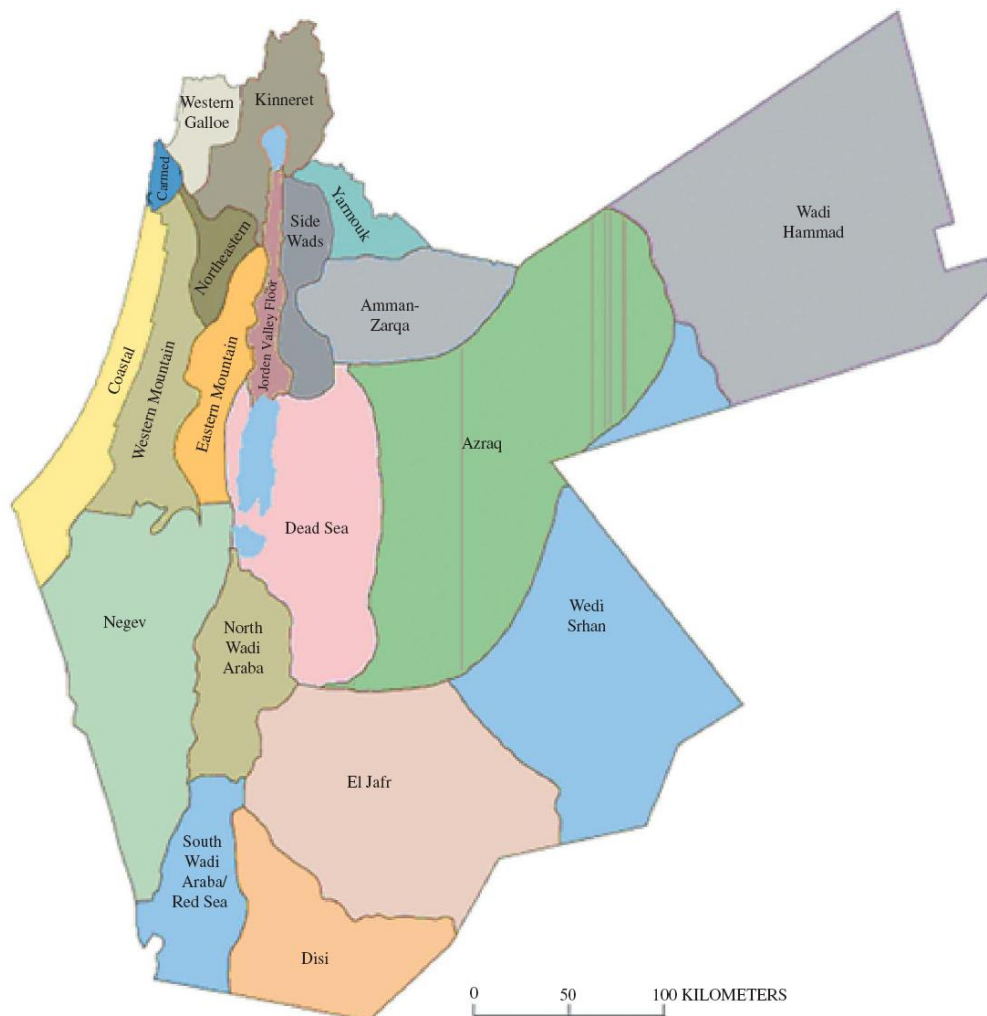 Western
Galloe
Kinneret
Carmed
Yarmouk
Side
Wads
Northeastern
Wadi
Hammad
Amman-
Zarqa
Jorden Valley Floor
Coastal
Western Mountain
Eastern Mountain
Azraq
Dead Sea
Negev
North
Wadi
Araba
Wedi
Srhan
El Jafr
South
Wadi
Araba/
Red Sea
Disi
0 50 100 KILOMETERS